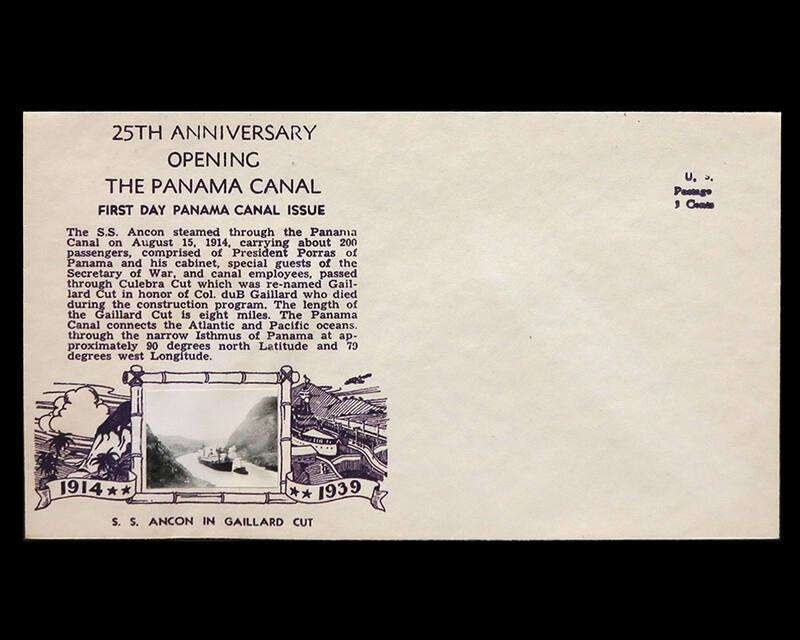 25TH ANNIVERSARY
OPENING
THE PANAMA CANAL
FIRST DAY PANAMA CANAL ISSUE
The S.S. Ancon steamed through the Panama
Canal on August 15, 1914, carrying about 200
passengers, comprised of President Porras of
Panama and his cabinet, special guests of the
Secretary of War, and canal employees, passed
through Culebra Cut which was re-named Gail-
lard Cut in honor of Col. duB Gaillard who died
during the construction program. The length of
the Gaillard Cut is eight miles. The Panama
Canal connects the Atlantic and Pacific oceans.
through the narrow Isthmus of Panama at ap-
proximately 90 degrees north Latitude and 79
degrees west Longitude.
1914 ★★
★★ 1939
S. S. ANCON IN GAILLARD CUT
U. S.
Postage
3 Cents